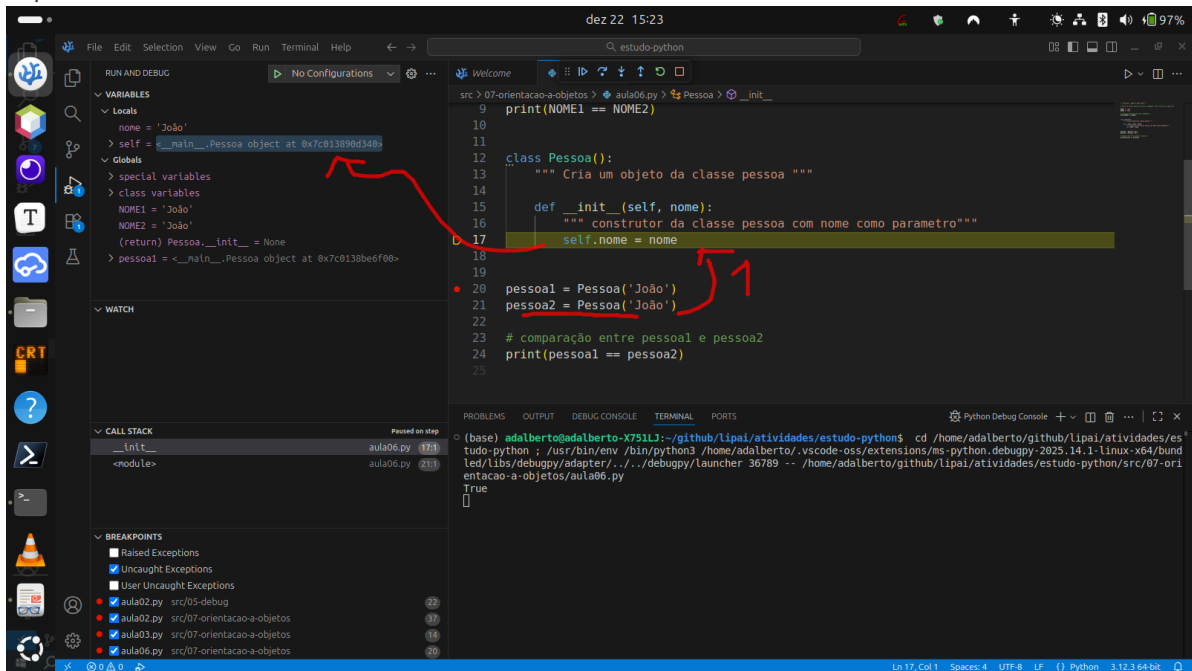 dez 22 15:23
97%
File Edit Selection View Go Run Terminal Help
estudo-python
RUN AND DEBUG
No Configurations
Welcome
VARIABLES
Locals
nome = 'João'
self = <__main__.Pessoa object at 0x7c013890d340>
Globals
special variables
class variables
NOME1 = 'João'
NOME2 = 'João'
(return) Pessoa.__init__ = None
pessoa1 = <__main__.Pessoa object at 0x7c0138be6f00>
WATCH
CALL STACK
Paused on step
__init__ aula06.py 17:1
<module> aula06.py 21:1
BREAKPOINTS
Raised Exceptions
Uncaught Exceptions
User Uncaught Exceptions
aula02.py src/05-debug 22
aula02.py src/07-orientacao-a-objetos 37
aula03.py src/07-orientacao-a-objetos 14
aula06.py src/07-orientacao-a-objetos 20
src > 07-orientacao-a-objetos > aula06.py > Pessoa > __init__
9 print(NOME1 == NOME2)
10
11
12 class Pessoa():
13 """ Cria um objeto da classe pessoa """
14
15 def __init__(self, nome):
16 """ construtor da classe pessoa com nome como parametro"""
17 self.nome = nome
18
19
20 pessoa1 = Pessoa('João')
21 pessoa2 = Pessoa('João')
22
23 # comparação entre pessoa1 e pessoa2
24 print(pessoa1 == pessoa2)
25
1
PROBLEMS OUTPUT DEBUG CONSOLE TERMINAL PORTS
Python Debug Console
(base) adalberto@adalberto-X751LJ:~/github/lipai/atividades/estudo-python$ cd /home/adalberto/github/lipai/atividades/es
tudo-python ; /usr/bin/env /bin/python3 /home/adalberto/.vscode-oss/extensions/ms-python.debugpy-2025.14.1-linux-x64/bund
led/libs/debugpy/adapter/../../debugpy/launcher 36789 -- /home/adalberto/github/lipai/atividades/estudo-python/src/07-ori
entacao-a-objetos/aula06.py
True
T
CRT
?
0 0
Ln 17, Col 1 Spaces: 4 UTF-8 LF {} Python 3.12.3 64-bit